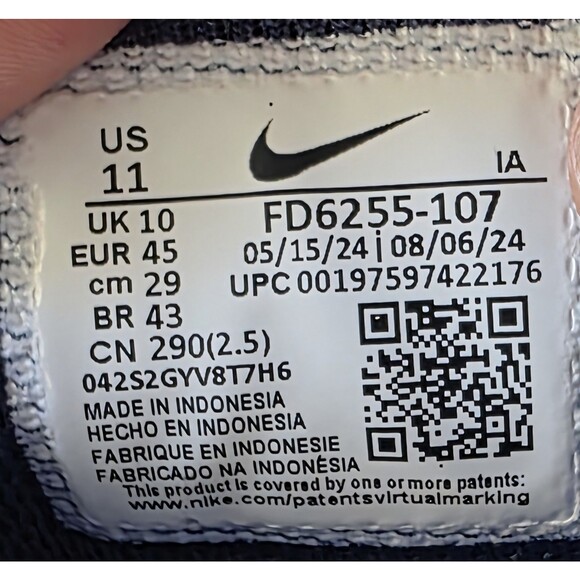 US
11
IA
UK 10
FD6255-107
EUR 45
05/15/24 | 08/06/24
cm 29
UPC 00197597422176
BR 43
CN 290(2.5)
042S2GYV8T7H6
MADE IN INDONESIA
HECHO EN INDONESIA
FABRIQUE EN INDONESIE
FABRICADO NA INDONÉSIA
This product is covered by one or more patents:
www.nike.com/patentsvirtualmarking